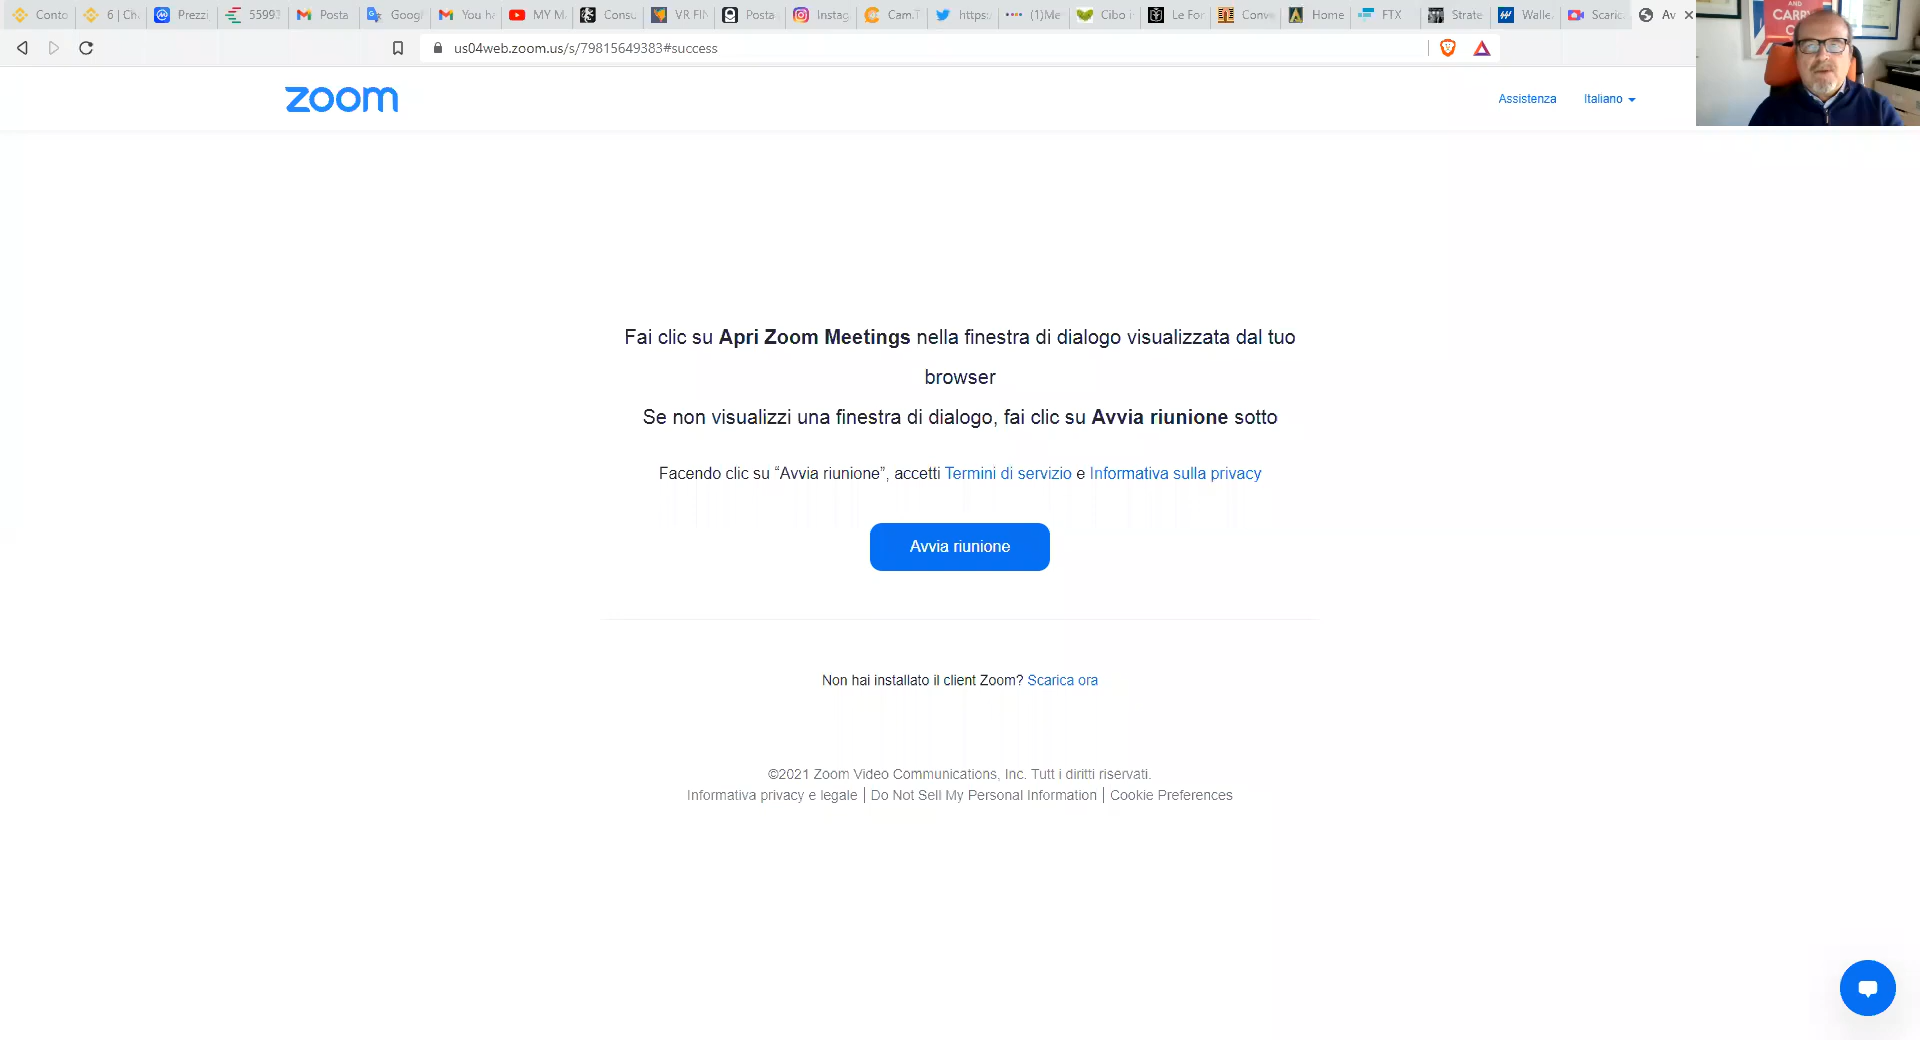 Conto
6 | Ch
Prezzi
55993
Posta
Googl
You ha
MY M
Consu
VR FIN
Posta
Instag
Cam.T
https:
(1)Me
Cibo i
Le For
Conve
Home
FTX
Strate
Walle
Scaric
Av
us04web.zoom.us/s/79815649383#success
zoom
Assistenza
Italiano
AND
CARRY
Fai clic su Apri Zoom Meetings nella finestra di dialogo visualizzata dal tuo
browser
Se non visualizzi una finestra di dialogo, fai clic su Avvia riunione sotto
Facendo clic su “Avvia riunione”, accetti Termini di servizio e Informativa sulla privacy
Avvia riunione
Non hai installato il client Zoom? Scarica ora
©2021 Zoom Video Communications, Inc. Tutt i diritti riservati.
Informativa privacy e legale | Do Not Sell My Personal Information | Cookie Preferences